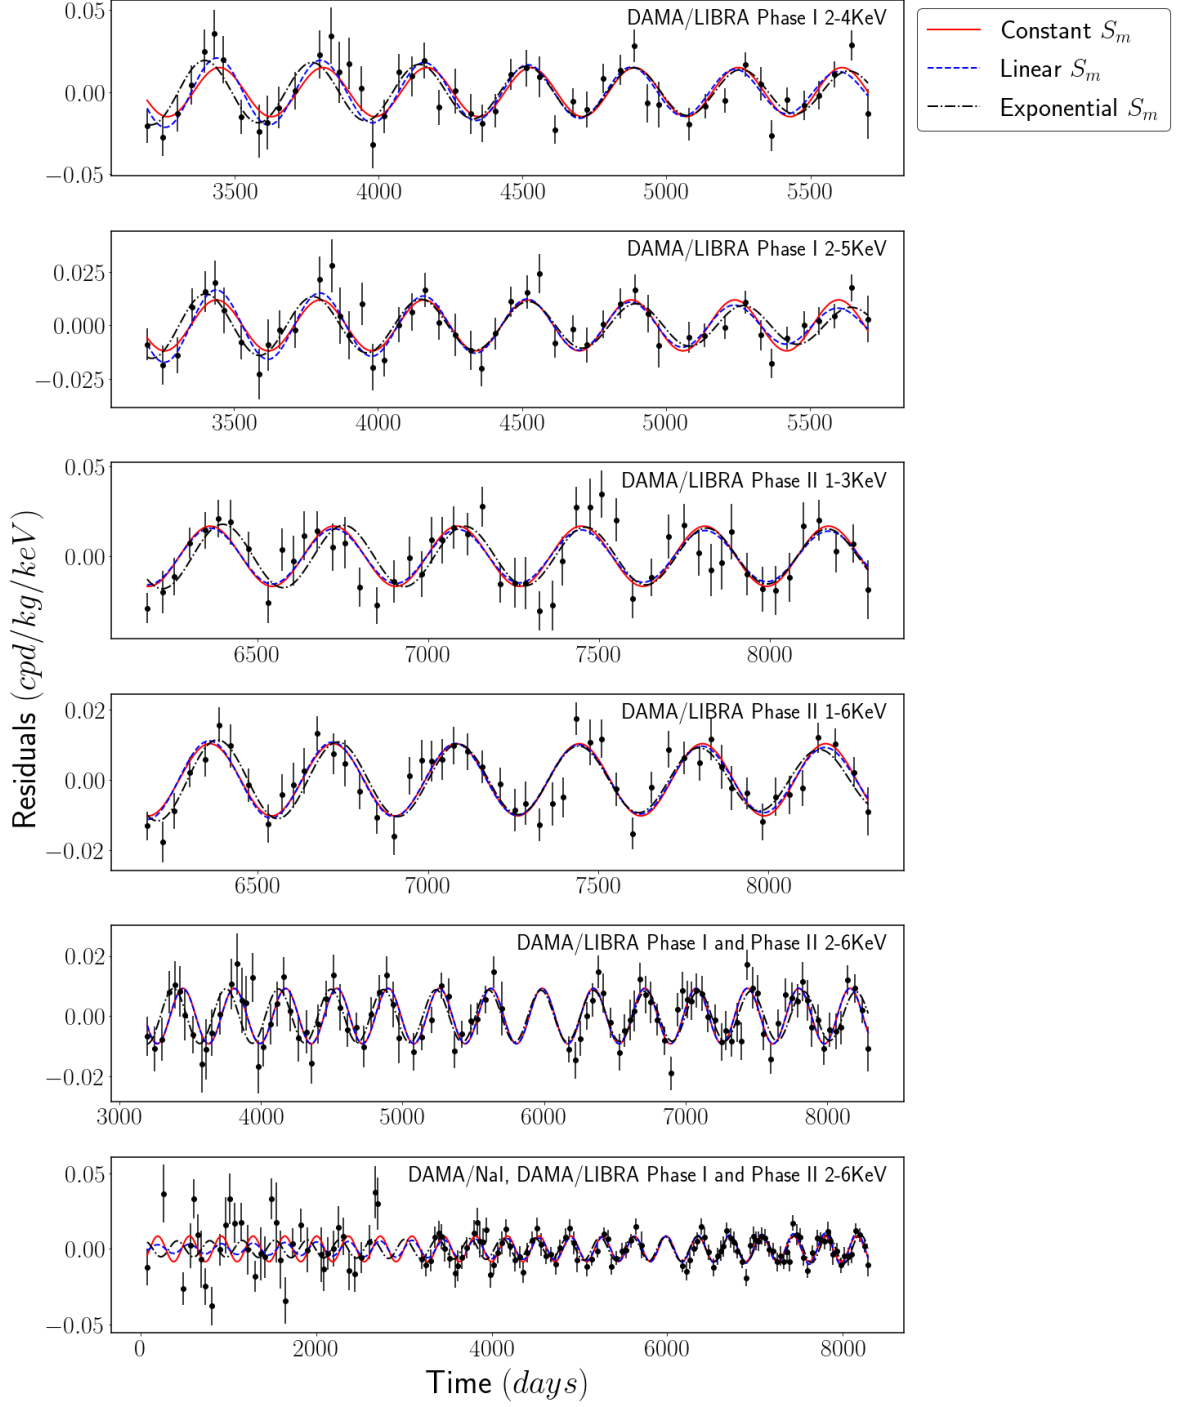 Constant $S_m$
Linear $S_m$
Exponential $S_m$
DAMA/LIBRA Phase I 2-4KeV
0.05
0.00
−0.05
3500 4000 4500 5000 5500
DAMA/LIBRA Phase I 2-5KeV
0.025
0.000
−0.025
3500 4000 4500 5000 5500
DAMA/LIBRA Phase II 1-3KeV
0.05
0.00
6500 7000 7500 8000
Residuals (cpd/kg/keV)
DAMA/LIBRA Phase II 1-6KeV
0.02
0.00
−0.02
6500 7000 7500 8000
DAMA/LIBRA Phase I and Phase II 2-6KeV
0.02
0.00
−0.02
3000 4000 5000 6000 7000 8000
DAMA/NaI, DAMA/LIBRA Phase I and Phase II 2-6KeV
0.05
0.00
−0.05
0 2000 4000 6000 8000
Time (days)